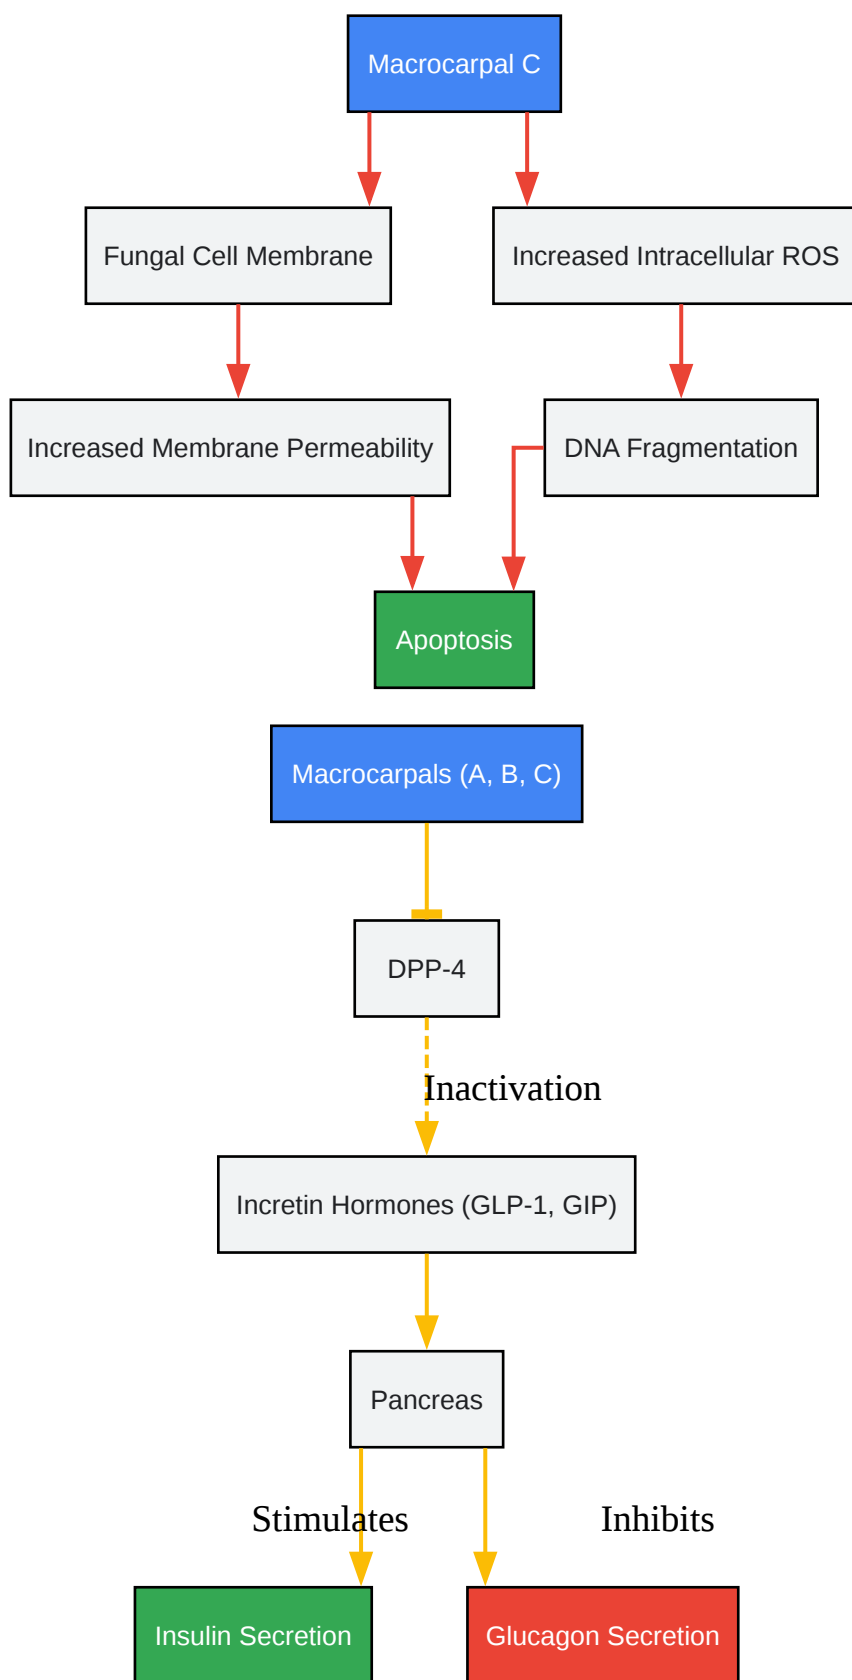 Macrocarpal C
Fungal Cell Membrane
Increased Intracellular ROS
Increased Membrane Permeability
DNA Fragmentation
Apoptosis
Macrocarpals (A, B, C)
DPP-4
Inactivation
Incretin Hormones (GLP-1, GIP)
Pancreas
Stimulates
Inhibits
Insulin Secretion
Glucagon Secretion